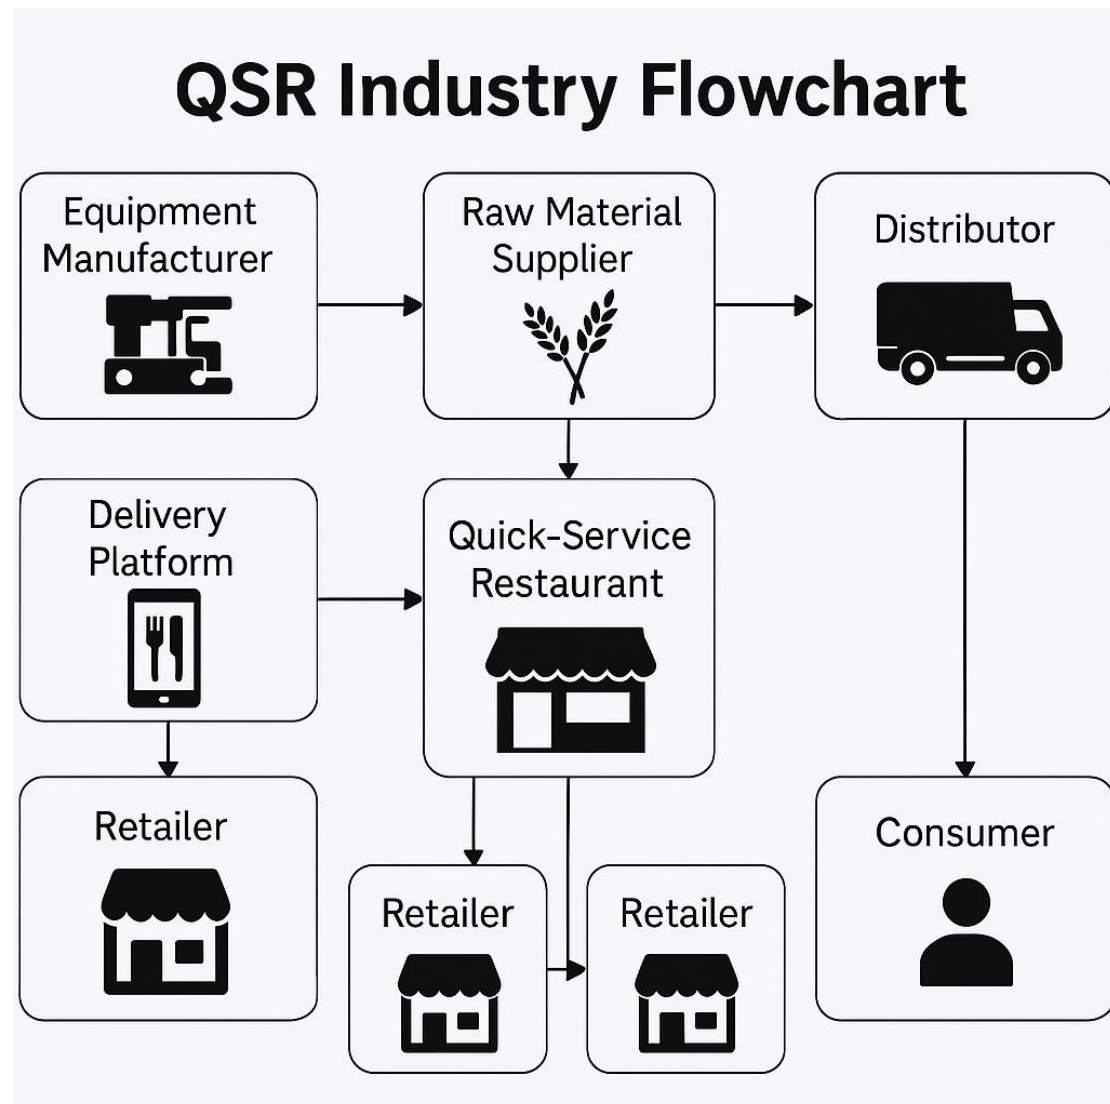 QSR Industry Flowchart
Equipment
Manufacturer
Raw Material
Supplier
Distributor
Delivery
Platform
Quick-Service
Restaurant
Retailer
Retailer
Retailer
Consumer